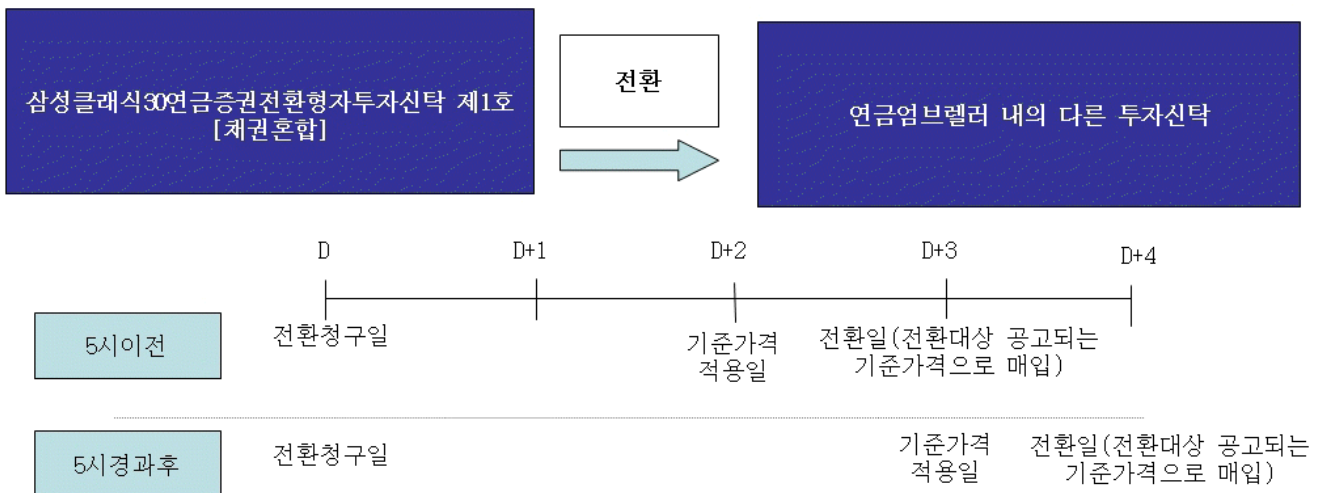 삼성클래식30연금증권전환형자투자신탁 제1호
[채권혼합]
전환
연금엄브렐러 내의 다른 투자신탁
D
D+1
D+2
D+3
D+4
5시이전
전환청구일
기준가격
적용일
전환일(전환대상 공고되는
기준가격으로 매입)
5시경과후
전환청구일
기준가격
적용일
전환일(전환대상 공고되는
기준가격으로 매입)